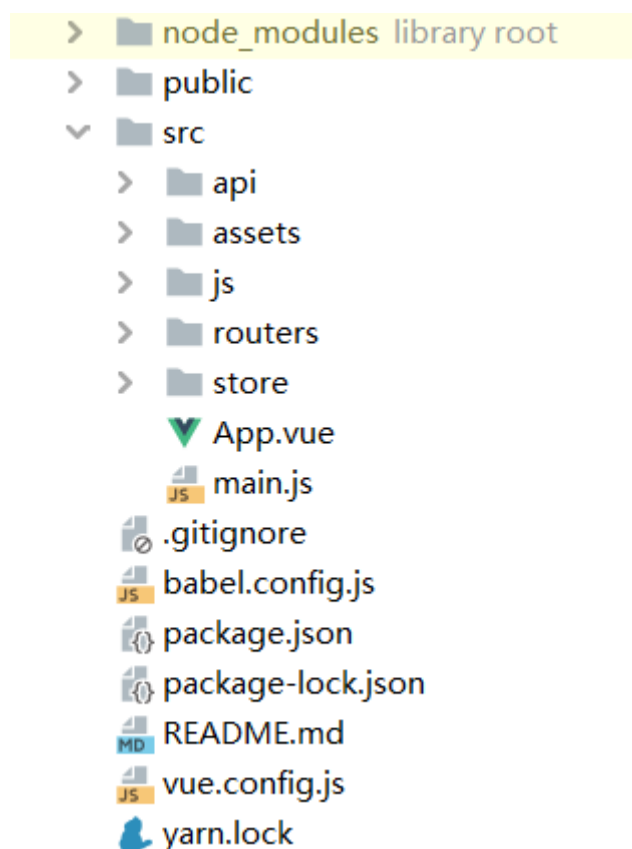 node_modules library root
public
src
api
assets
js
routers
store
App.vue
JS main.js
.gitignore
JS babel.config.js
package.json
package-lock.json
MD README.md
JS vue.config.js
yarn.lock